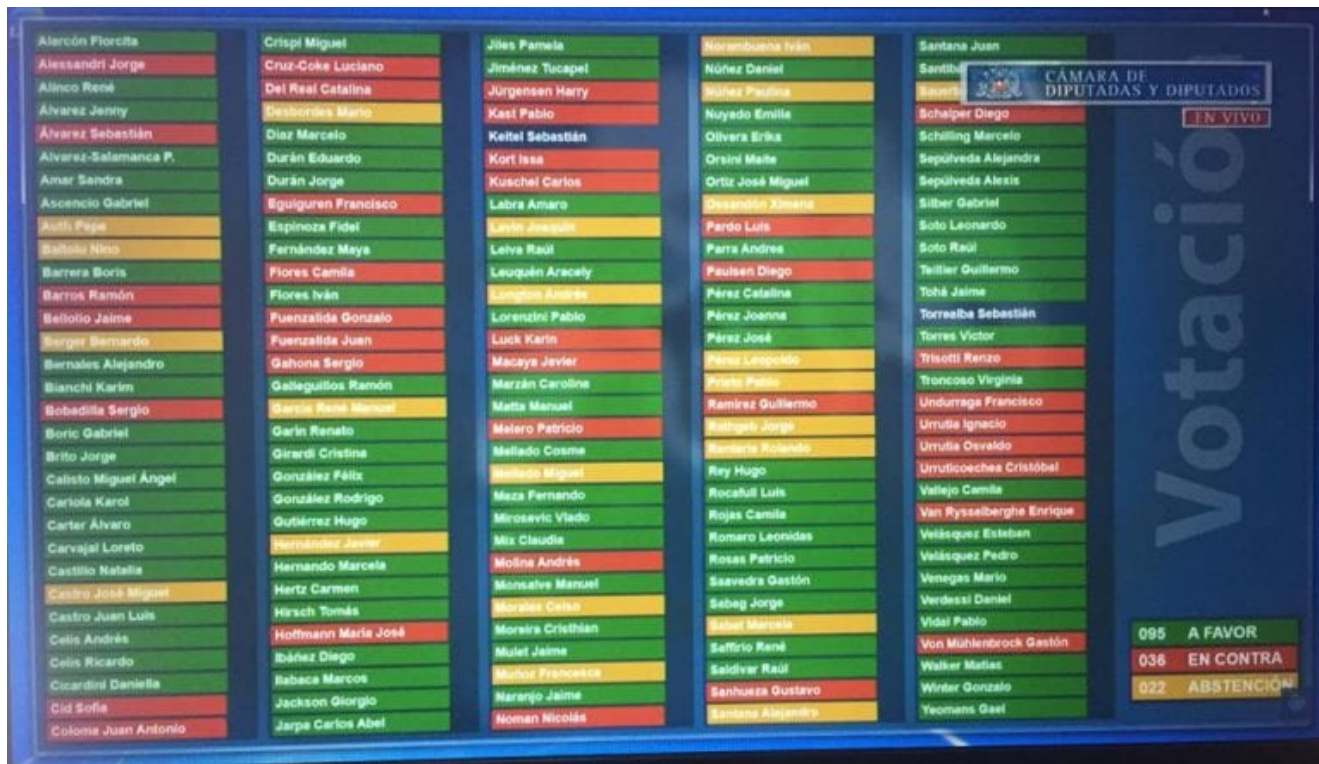 Alarcón Florcita
Alessandri Jorge
Alinco René
Álvarez Jenny
Álvarez Sebastián
Alvarez-Salamanca P.
Amar Sandra
Ascencio Gabriel
Auth Pepe
Baltolu Nino
Barrera Boris
Barros Ramón
Bellolio Jaime
Berger Bernardo
Bernales Alejandro
Bianchi Karim
Bobadilla Sergio
Boric Gabriel
Brito Jorge
Calisto Miguel Ángel
Cariola Karol
Carter Álvaro
Carvajal Loreto
Castillo Natalia
Castro José Miguel
Castro Juan Luis
Celis Andrés
Celis Ricardo
Cicardini Daniella
Cid Sofía
Coloma Juan Antonio
Crispi Miguel
Cruz-Coke Luciano
Del Real Catalina
Desbordes Mario
Díaz Marcelo
Durán Eduardo
Durán Jorge
Eguiguren Francisco
Espinoza Fidel
Fernández Maya
Flores Camila
Flores Iván
Fuenzalida Gonzalo
Fuenzalida Juan
Gahona Sergio
Galleguillos Ramón
García René Manuel
Garín Renato
Girardi Cristina
González Félix
González Rodrigo
Gutiérrez Hugo
Hernández Javier
Hernando Marcela
Hertz Carmen
Hirsch Tomás
Hoffmann María José
Ibáñez Diego
Ilabaca Marcos
Jackson Giorgio
Jarpa Carlos Abel
Jiles Pamela
Jiménez Tucapel
Jürgensen Harry
Kast Pablo
Keitel Sebastián
Kort Issa
Kuschel Carlos
Labra Amaro
Lavín Joaquín
Leiva Raúl
Leuquén Aracely
Longton Andrés
Lorenzini Pablo
Luck Karin
Macaya Javier
Marzán Carolina
Matta Manuel
Melero Patricio
Mellado Cosme
Mellado Miguel
Meza Fernando
Mirosevic Vlado
Mix Claudia
Molina Andrés
Monsalve Manuel
Morales Celso
Moreira Cristhian
Mulet Jaime
Muñoz Francesca
Naranjo Jaime
Noman Nicolás
Norambuena Iván
Núñez Daniel
Núñez Paulina
Nuyado Emilia
Olivera Erika
Orsini Maite
Ortiz José Miguel
Ossandón Ximena
Pardo Luis
Parra Andrea
Paulsen Diego
Pérez Catalina
Pérez Joanna
Pérez José
Pérez Leopoldo
Prieto Pablo
Ramírez Guillermo
Rathgeb Jorge
Rentería Rolando
Rey Hugo
Rocafull Luis
Rojas Camila
Romero Leonidas
Rosas Patricio
Saavedra Gastón
Sabag Jorge
Sabat Marcela
Saffirio René
Saldívar Raúl
Sanhueza Gustavo
Santana Alejandro
Santana Juan
Schalper Diego
Schilling Marcelo
Sepúlveda Alejandra
Sepúlveda Alexis
Silber Gabriel
Soto Leonardo
Soto Raúl
Teillier Guillermo
Tohá Jaime
Torrealba Sebastián
Torres Víctor
Trisotti Renzo
Troncoso Virginia
Undurraga Francisco
Urrutia Ignacio
Urrutia Osvaldo
Urruticoechea Cristóbal
Vallejo Camila
Van Rysselberghe Enrique
Velásquez Esteban
Velásquez Pedro
Venegas Mario
Verdessi Daniel
Vidal Pablo
Von Mühlenbrock Gastón
Walker Matías
Winter Gonzalo
Yeomans Gael
CÁMARA DE
DIPUTADAS Y DIPUTADOS
EN VIVO
Votación
095 A FAVOR
036 EN CONTRA
022 ABSTENCIÓN